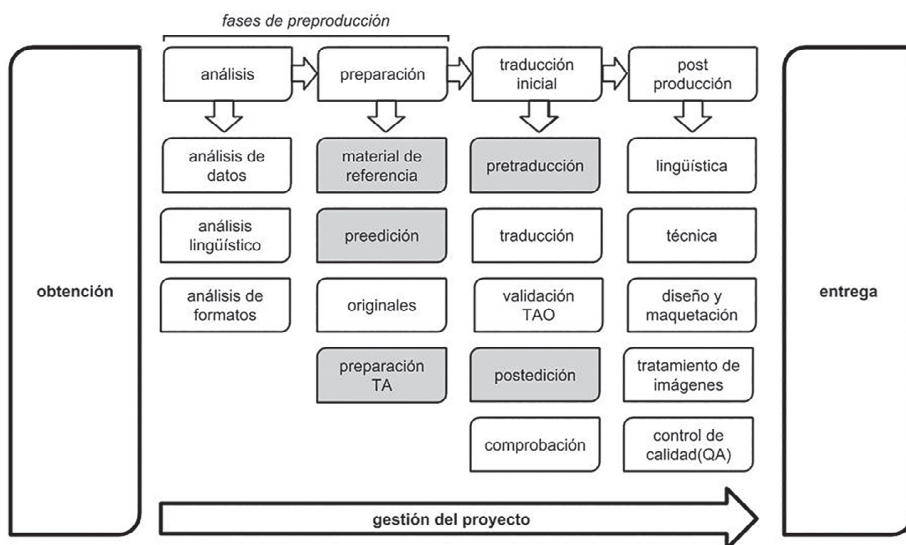 fases de preproducción
obtención
análisis
preparación
traducción
inicial
post
producción
análisis de
datos
análisis
lingüístico
análisis de
formatos
material de
referencia
preedición
originales
preparación
TA
pretraducción
traducción
validación
TAO
postedición
comprobación
lingüística
técnica
diseño y
maquetación
tratamiento de
imágenes
control de
calidad(QA)
entrega
gestión del proyecto